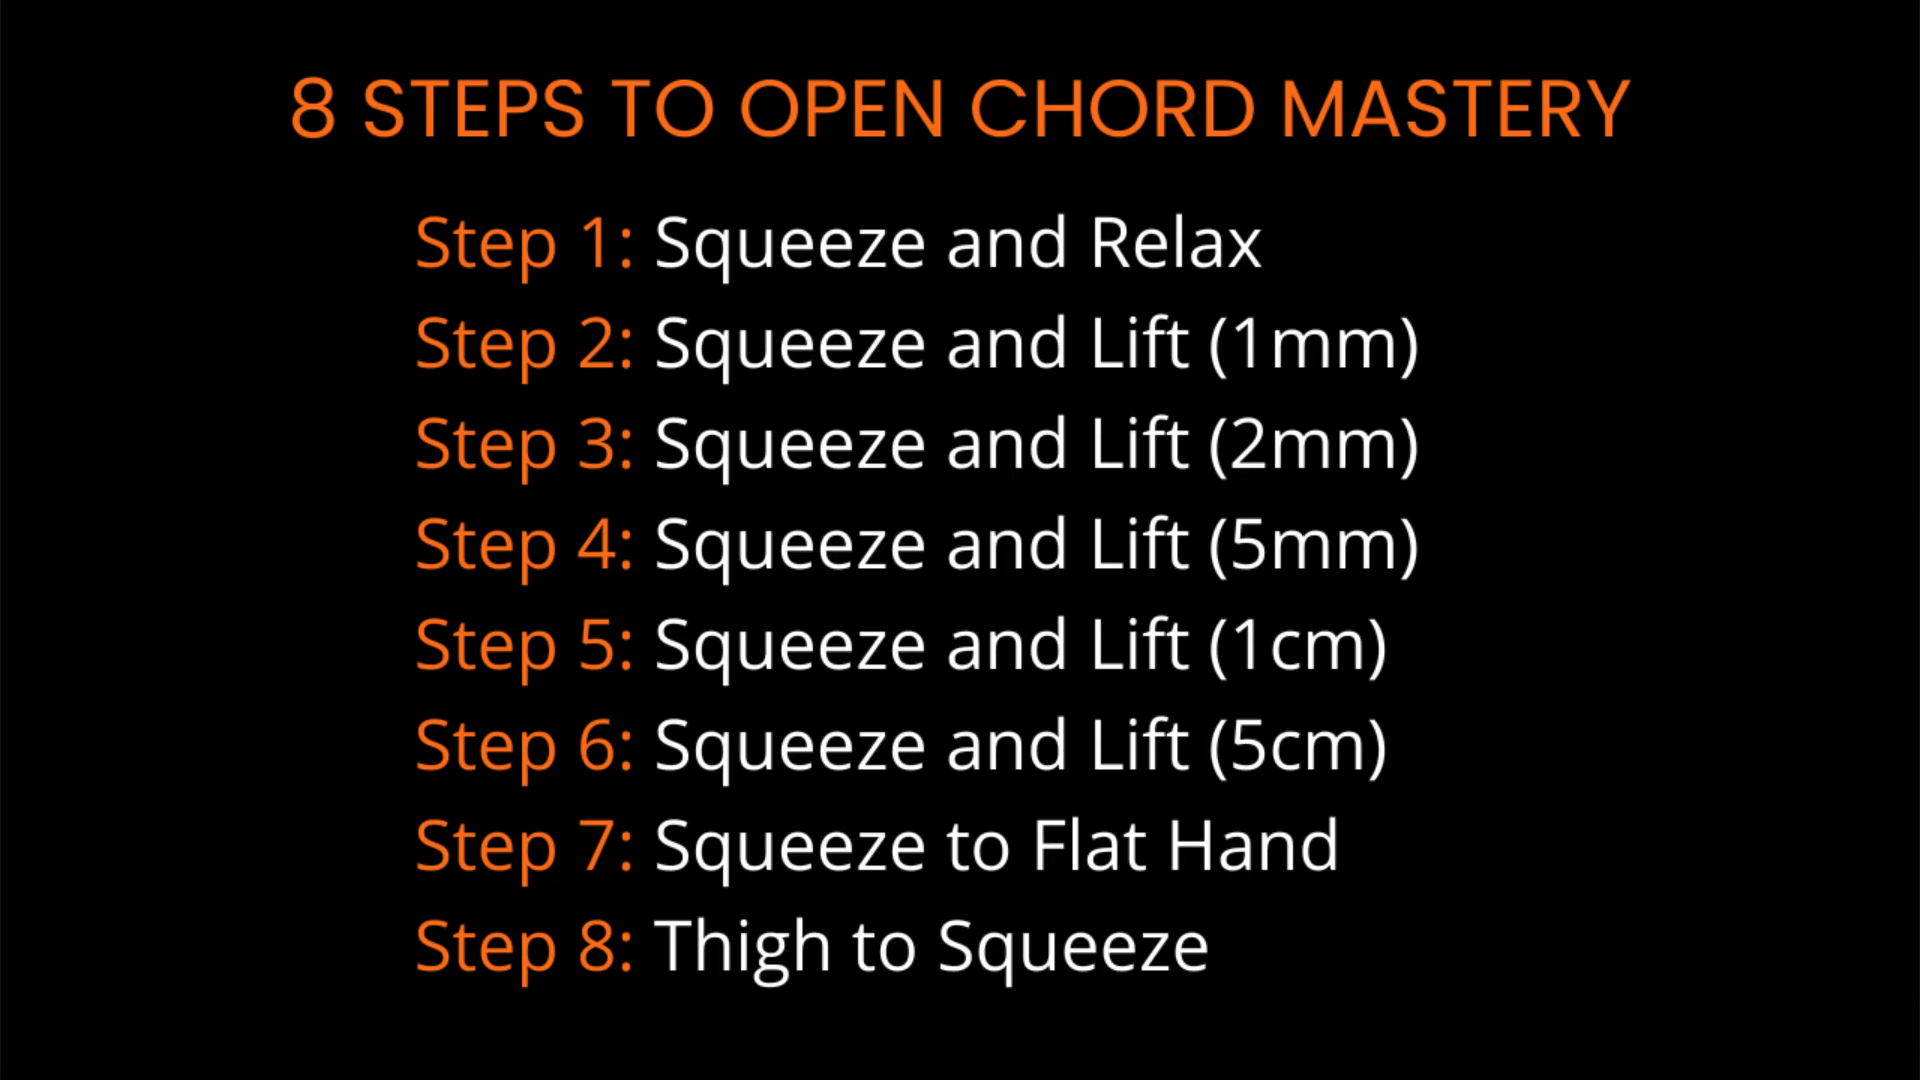 8 STEPS TO OPEN CHORD MASTERY
Step 1: Squeeze and Relax
Step 2: Squeeze and Lift (1mm)
Step 3: Squeeze and Lift (2mm)
Step 4: Squeeze and Lift (5mm)
Step 5: Squeeze and Lift (1cm)
Step 6: Squeeze and Lift (5cm)
Step 7: Squeeze to Flat Hand
Step 8: Thigh to Squeeze